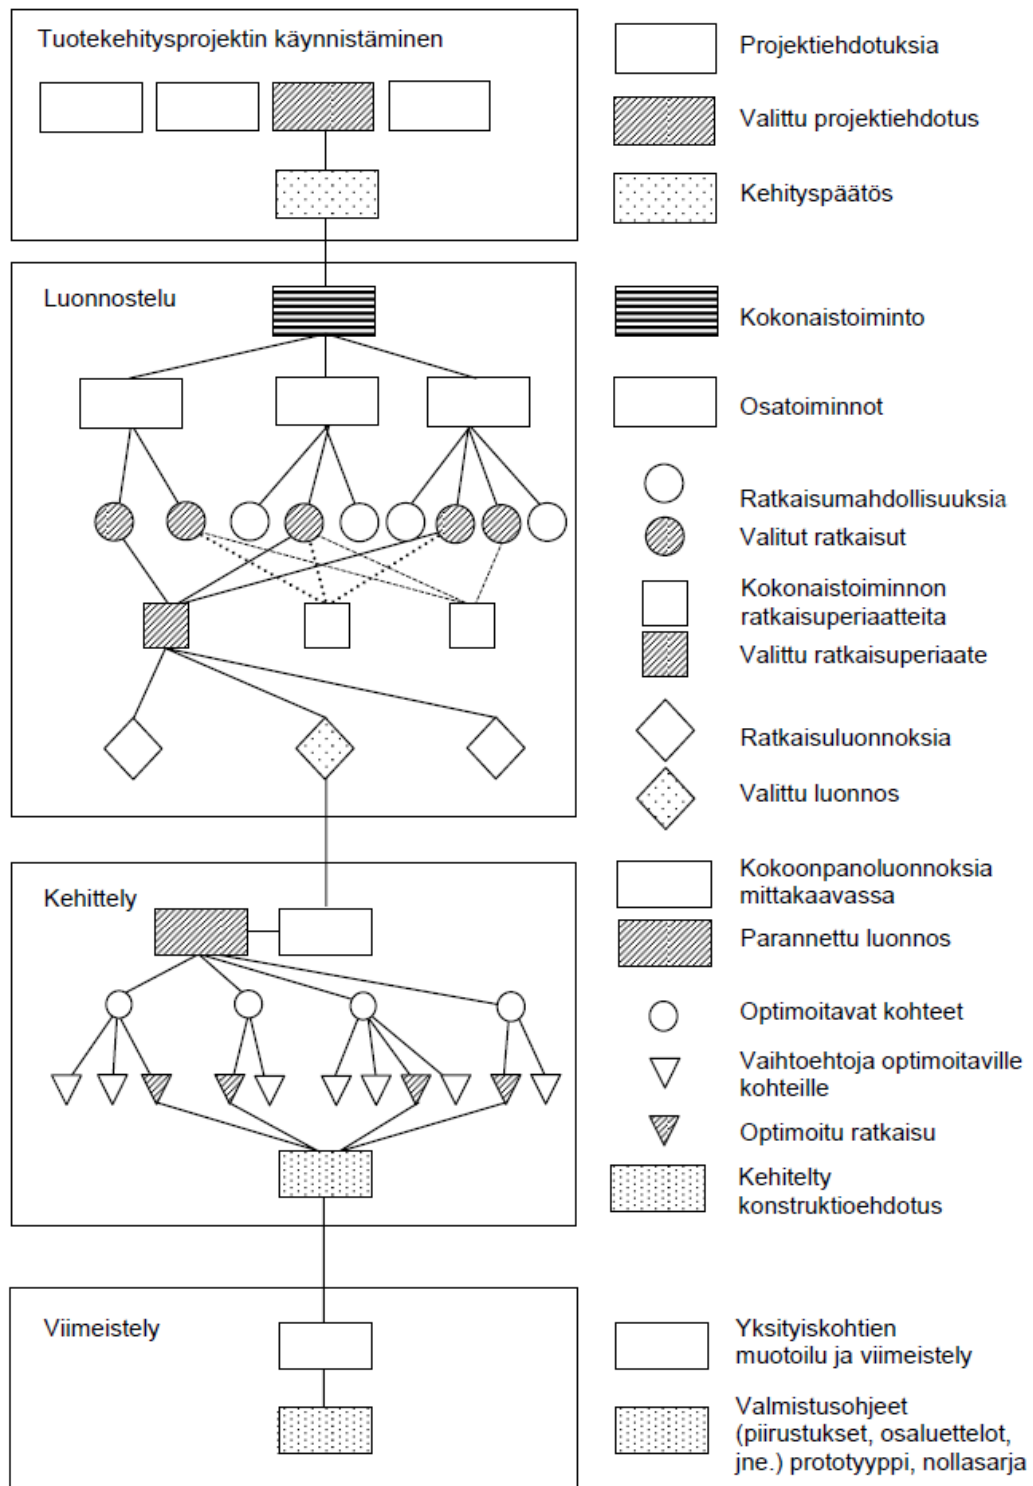 Tuotekehitysprojektin käynnistäminen
Projektiehdotuksia
Valittu projektiehdotus
Kehityspäätös
Luonnostelu
Kokonaistoiminto
Osatoiminnot
Ratkaisumahdollisuuksia
Valitut ratkaisut
Kokonaistoiminnon
ratkaisuperiaatteita
Valittu ratkaisuperiaate
Ratkaisuluonnoksia
Valittu luonnos
Kehittely
Kokoonpanoluonnoksia
mittakaavassa
Parannettu luonnos
Optimoitavat kohteet
Vaihtoehtoja optimoitaville
kohteille
Optimoitu ratkaisu
Kehitelty
konstruktioehdotus
Viimeistely
Yksityiskohtien
muotoilu ja viimeistely
Valmistusohjeet
(piirustukset, osaluettelot,
jne.) prototyyppi, nollasarja